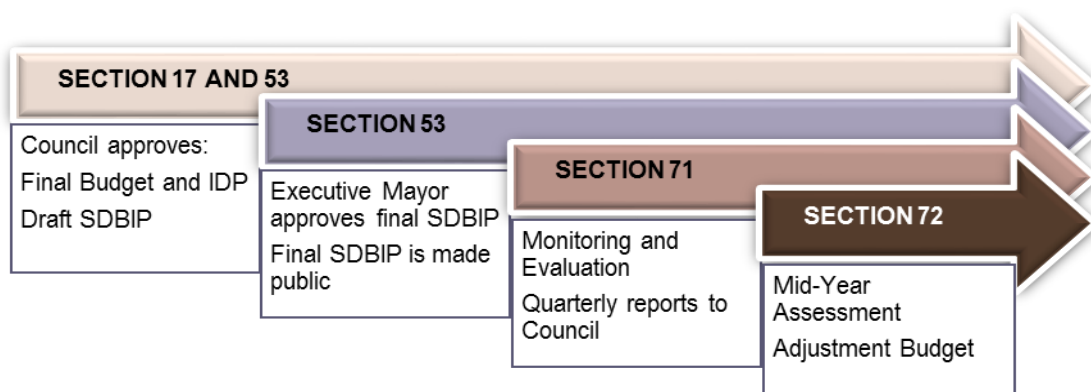 SECTION 17 AND 53
Council approves:
Final Budget and IDP
Draft SDBIP
SECTION 53
Executive Mayor
approves final SDBIP
Final SDBIP is made
public
SECTION 71
Monitoring and
Evaluation
Quarterly reports to
Council
SECTION 72
Mid-Year
Assessment
Adjustment Budget